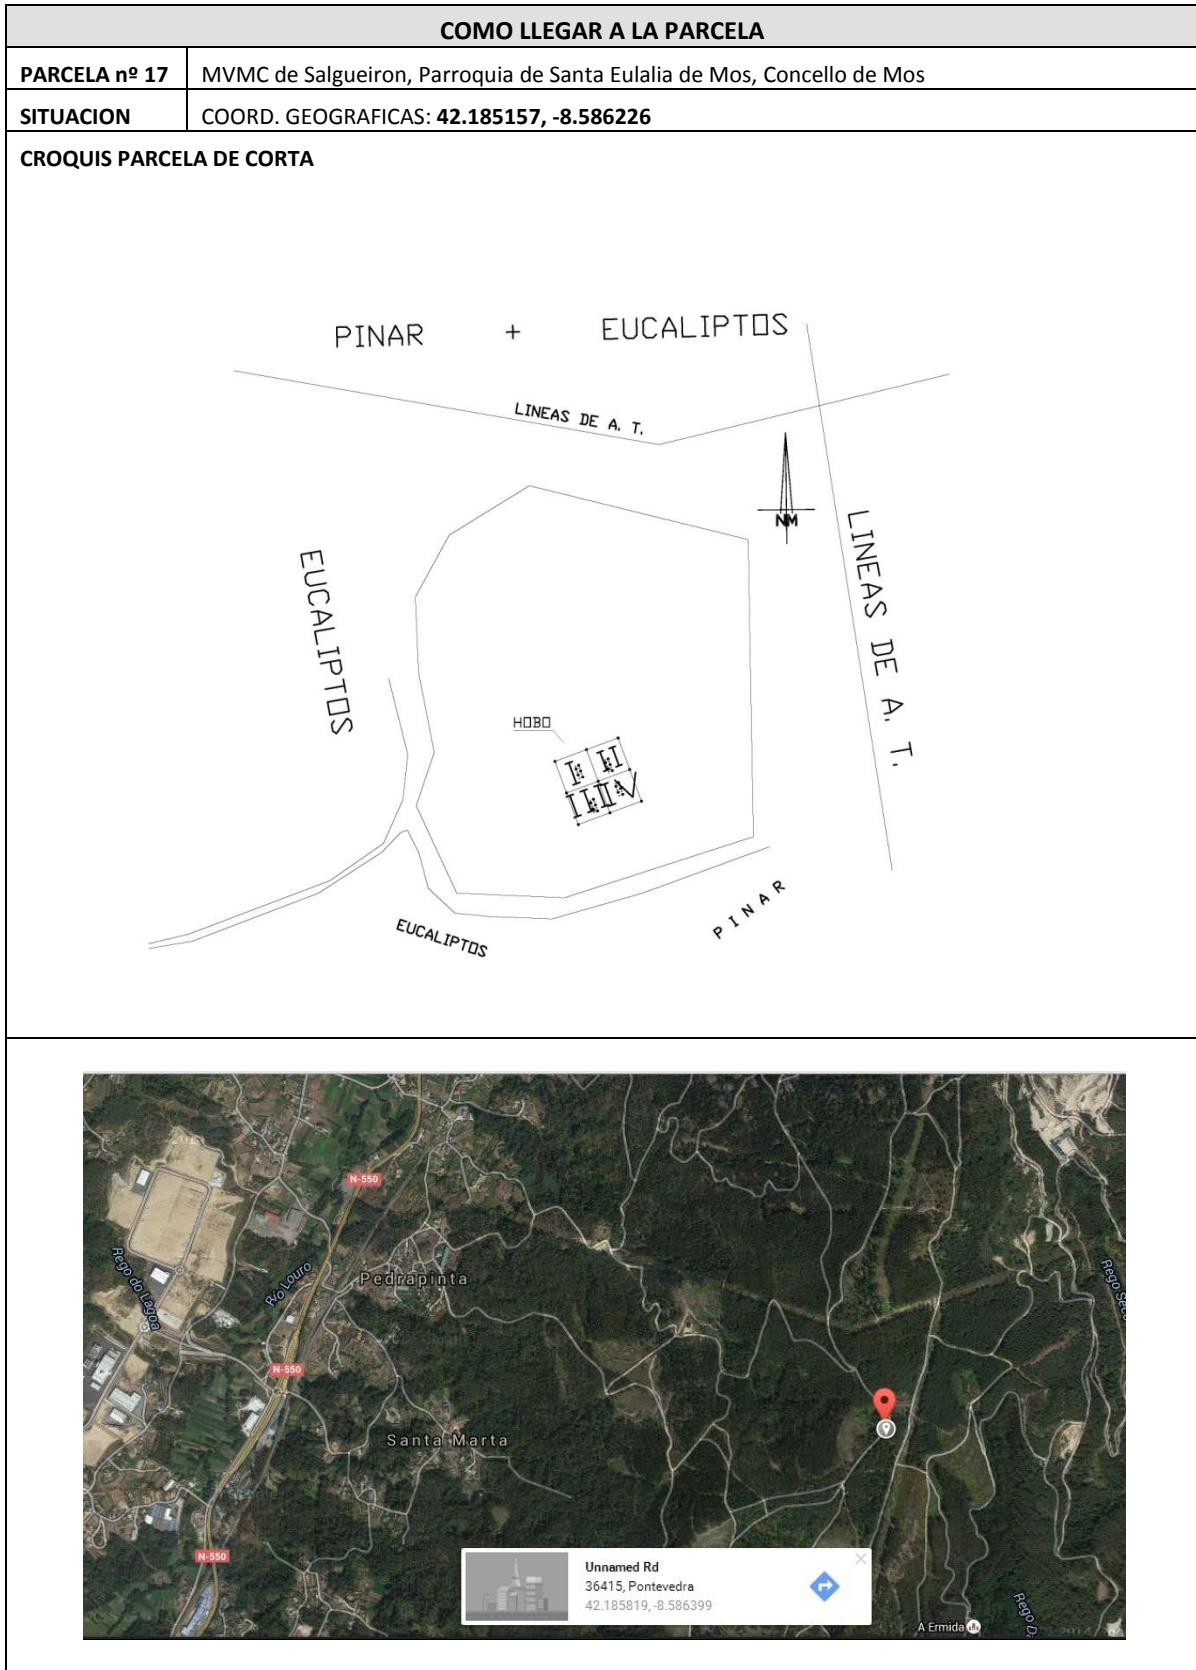 COMO LLEGAR A LA PARCELA
PARCELA nº 17 MVMC de Salgueiron, Parroquia de Santa Eulalia de Mos, Concello de Mos
SITUACION COORD. GEOGRAFICAS: 42.185157, -8.586226
CROQUIS PARCELA DE CORTA
PINAR + EUCALIPTOS
LINEAS DE A. T.
NM
LINEAS DE A. T.
EUCALIPTOS
HOBO
I II
III IV
EUCALIPTOS
PINAR
N-550
Rego do Lagoa
Río Louro
Pedrapinta
N-550
Santa Marta
N-550
Unnamed Rd
36415, Pontevedra
42.185819, -8.586399
A Ermida